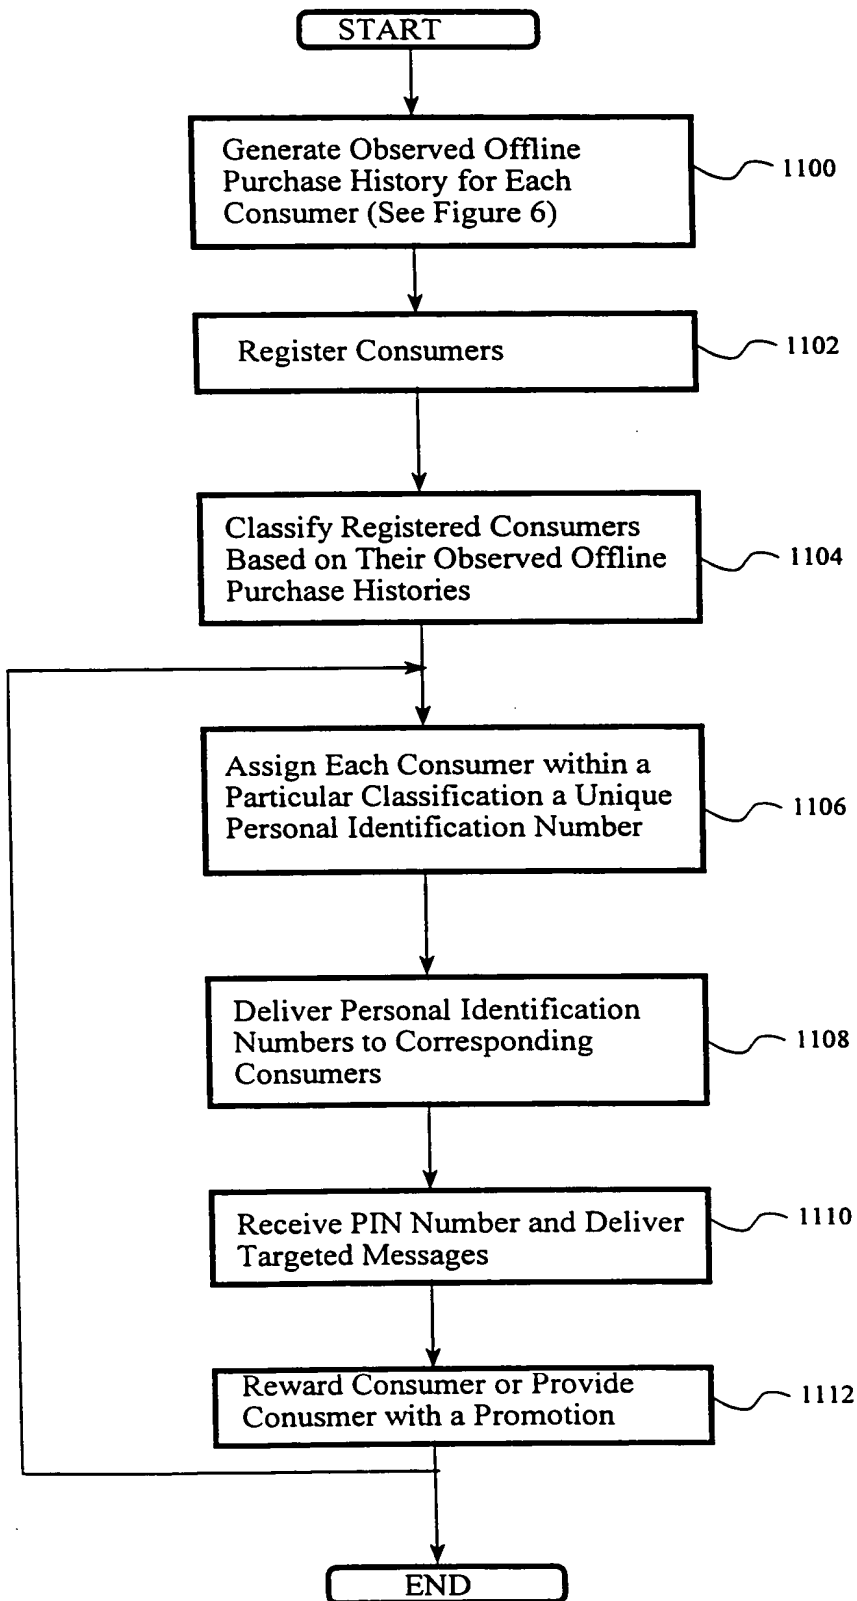 START
Generate Observed Offline
Purchase History for Each
Consumer (See Figure 6)
1100
Register Consumers
1102
Classify Registered Consumers
Based on Their Observed Offline
Purchase Histories
1104
Assign Each Consumer within a
Particular Classification a Unique
Personal Identification Number
1106
Deliver Personal Identification
Numbers to Corresponding
Consumers
1108
Receive PIN Number and Deliver
Targeted Messages
1110
Reward Consumer or Provide
Conusmer with a Promotion
1112
END